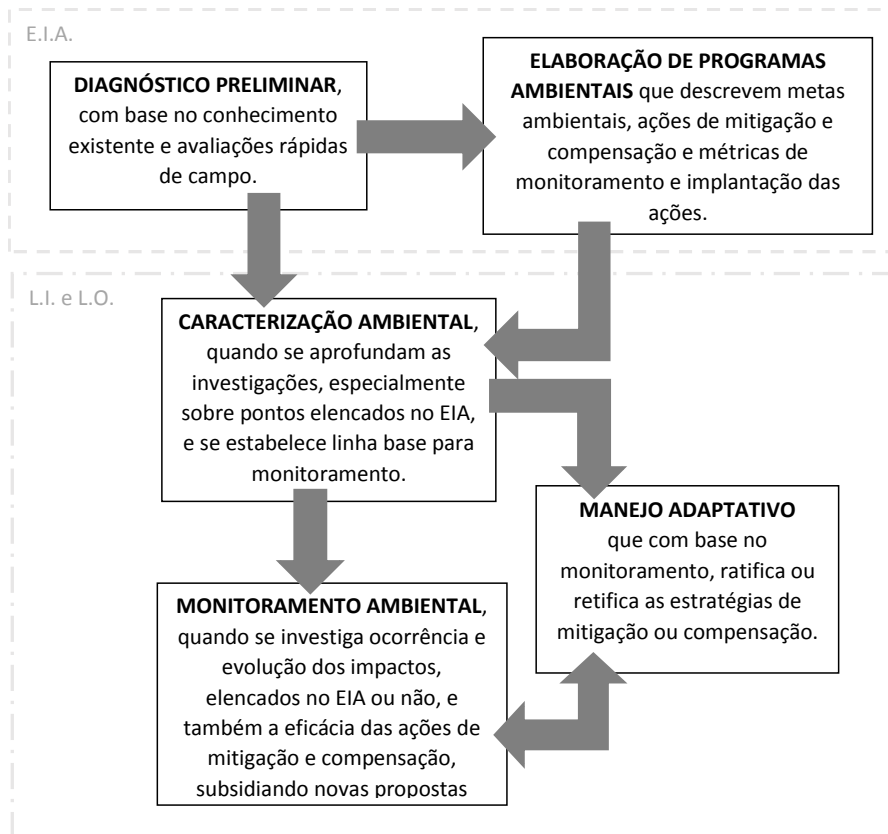 E.I.A.
DIAGNÓSTICO PRELIMINAR,
com base no conhecimento
existente e avaliações rápidas
de campo.
ELABORAÇÃO DE PROGRAMAS
AMBIENTAIS que descrevem metas
ambientais, ações de mitigação e
compensação e métricas de
monitoramento e implantação das
ações.
L.I. e L.O.
CARACTERIZAÇÃO AMBIENTAL,
quando se aprofundam as
investigações, especialmente
sobre pontos elencados no EIA,
e se estabelece linha base para
monitoramento.
MANEJO ADAPTATIVO
que com base no
monitoramento, ratifica ou
retifica as estratégias de
mitigação ou compensação.
MONITORAMENTO AMBIENTAL,
quando se investiga ocorrência e
evolução dos impactos,
elencados no EIA ou não, e
também a eficácia das ações de
mitigação e compensação,
subsidiando novas propostas